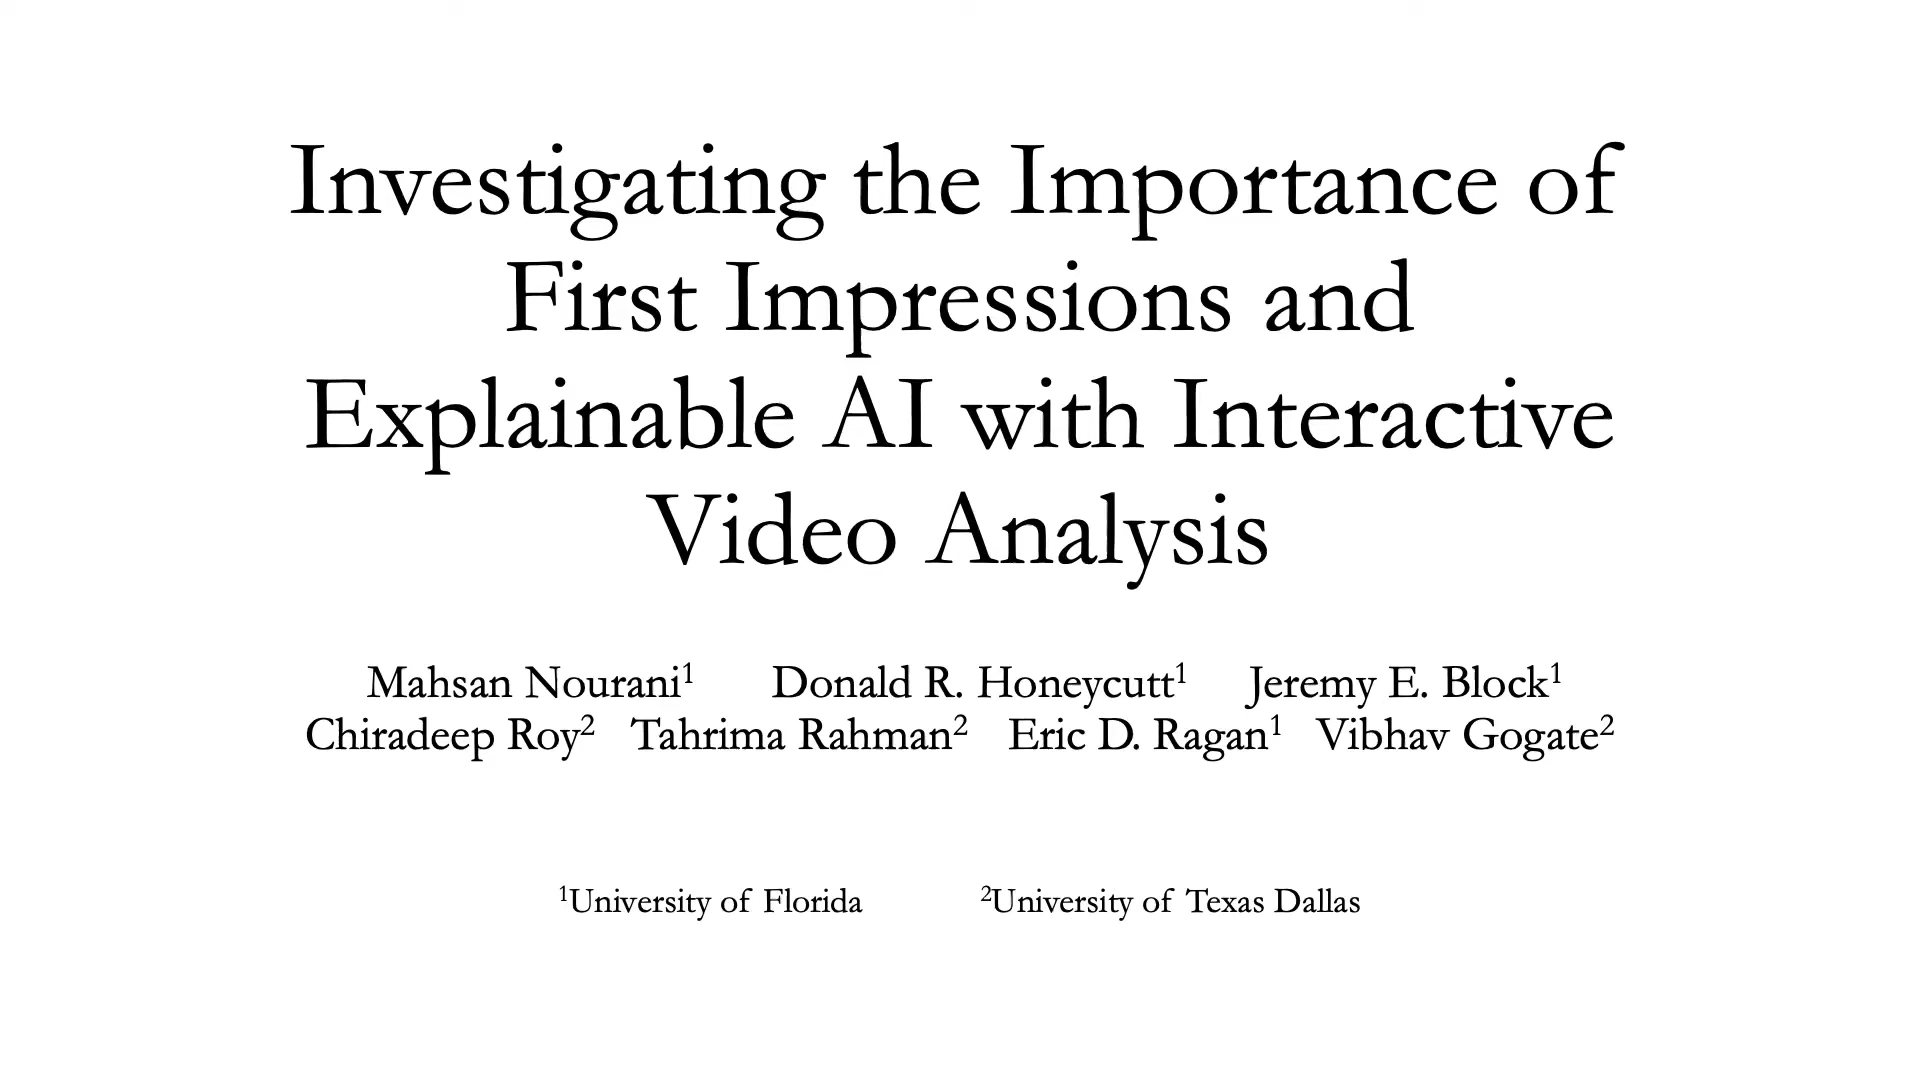 Investigating the Importance of
First Impressions and
Explainable AI with Interactive
Video Analysis
Mahsan Nourani¹ Donald R. Honeycutt¹ Jeremy E. Block¹
Chiradeep Roy² Tahrima Rahman² Eric D. Ragan¹ Vibhav Gogate²
¹University of Florida ²University of Texas Dallas